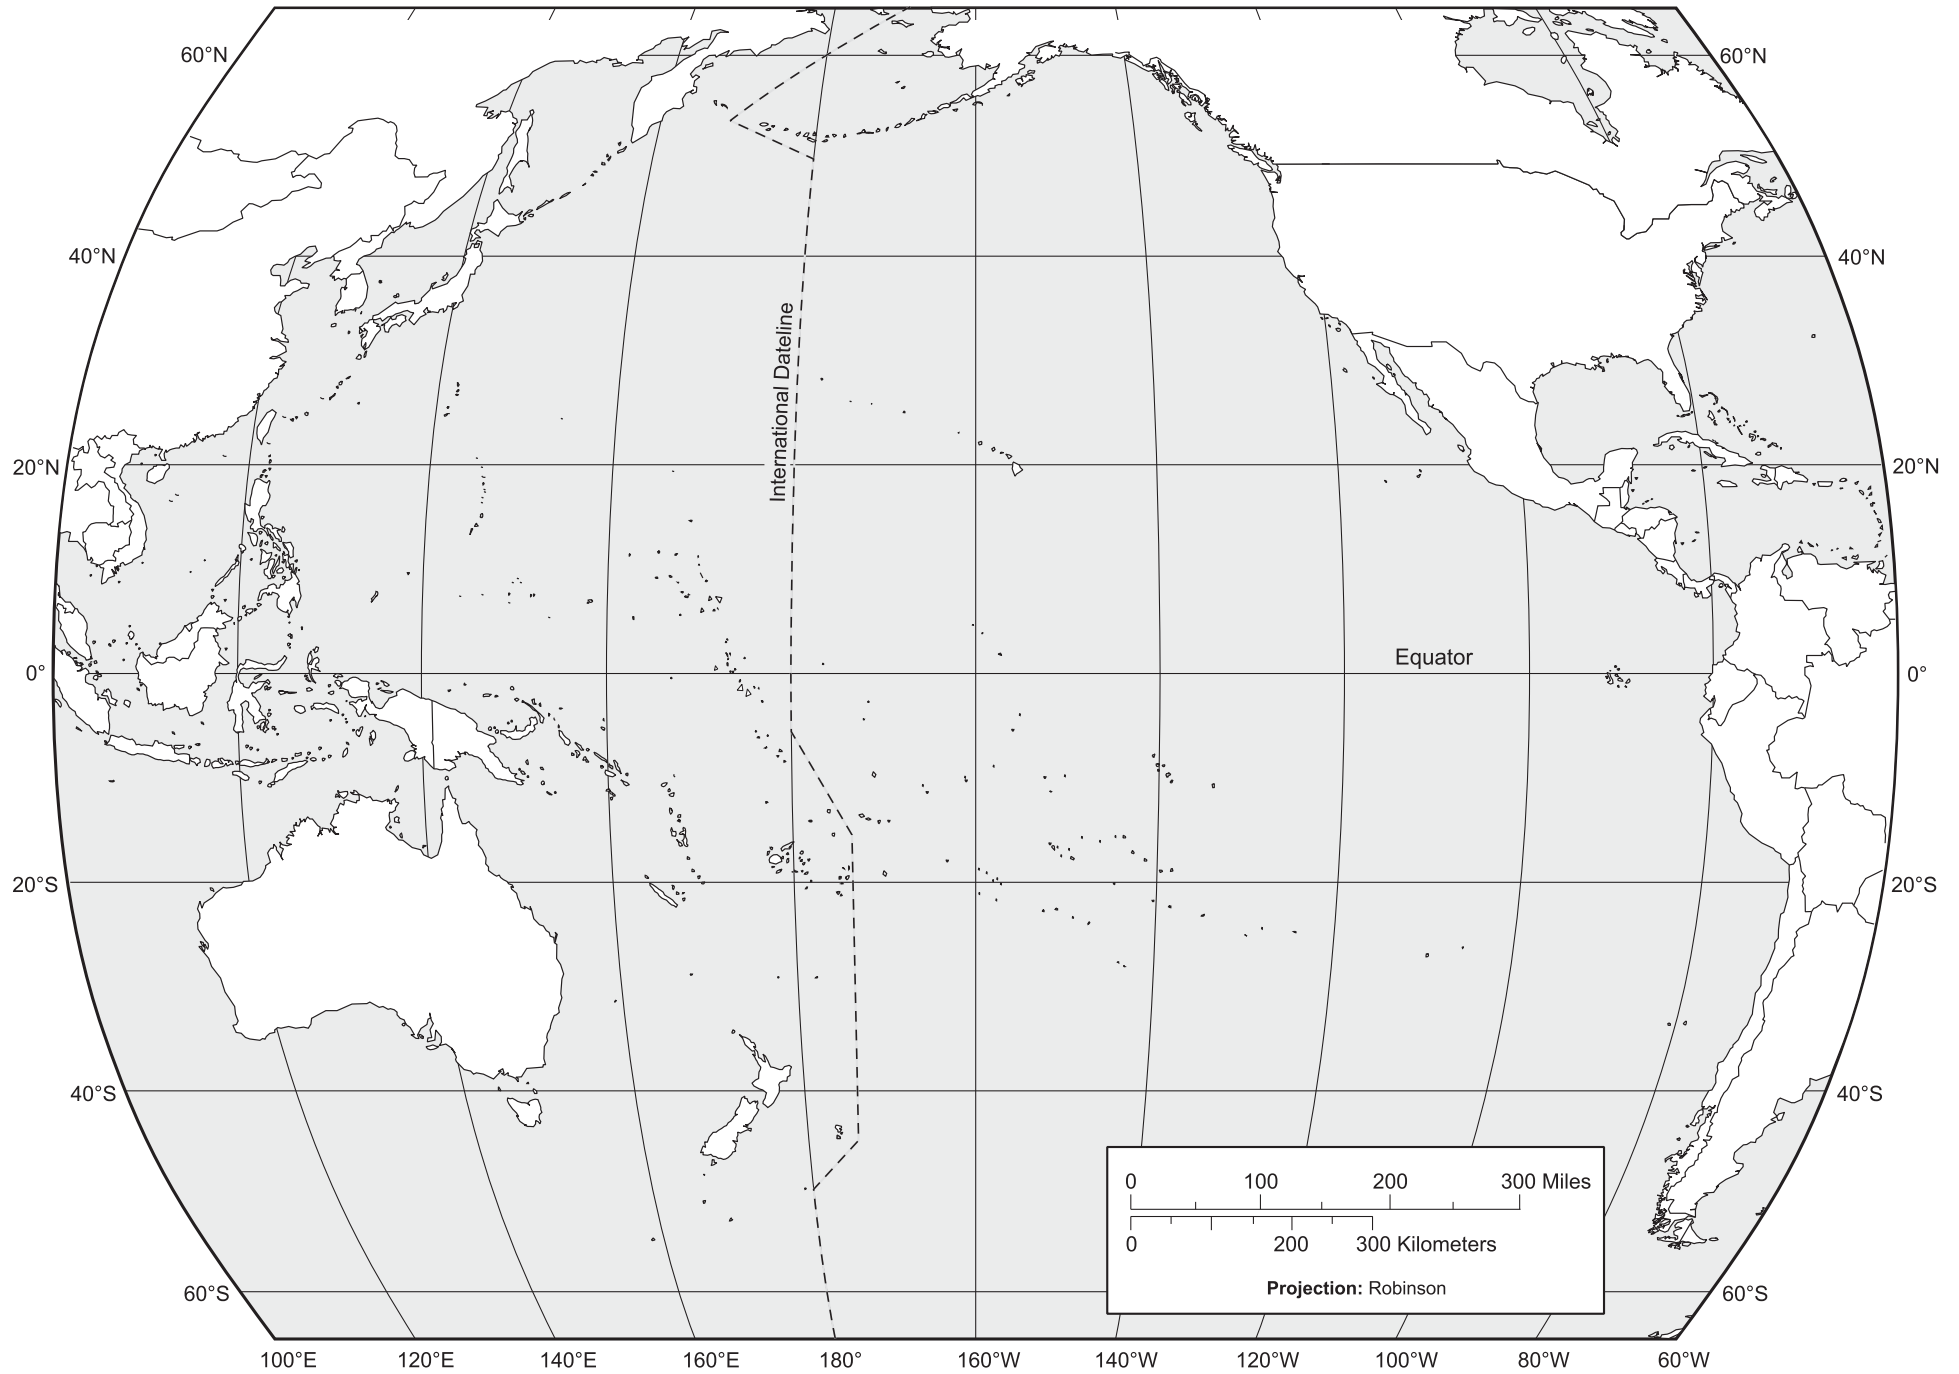 60°N
60°N
40°N
40°N
International Dateline
20°N
20°N
Equator
0°
0°
20°S
20°S
40°S
40°S
0 100 200 300 Miles
0 200 300 Kilometers
Projection: Robinson
60°S
60°S
100°E 120°E 140°E 160°E 180° 160°W 140°W 120°W 100°W 80°W 60°W